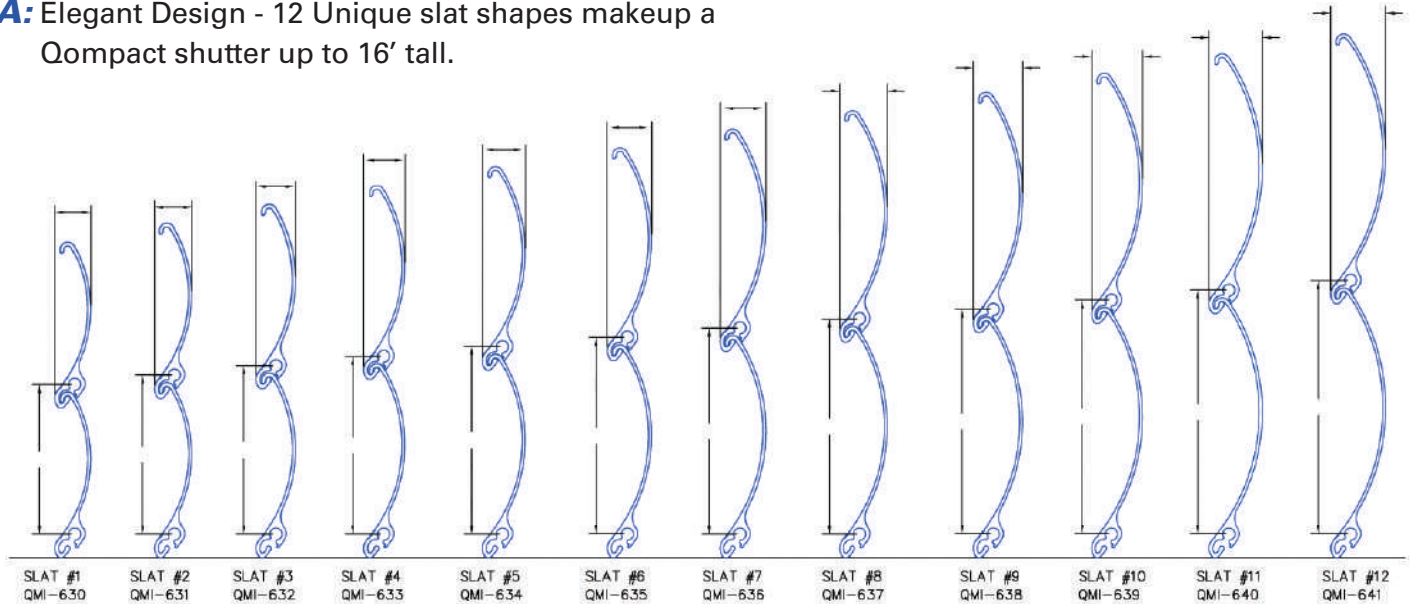 A: Elegant Design - 12 Unique slat shapes makeup a
Qompact shutter up to 16’ tall.
SLAT #1
QMI-630
SLAT #2
QMI-631
SLAT #3
QMI-632
SLAT #4
QMI-633
SLAT #5
QMI-634
SLAT #6
QMI-635
SLAT #7
QMI-636
SLAT #8
QMI-637
SLAT #9
QMI-638
SLAT #10
QMI-639
SLAT #11
QMI-640
SLAT #12
QMI-641